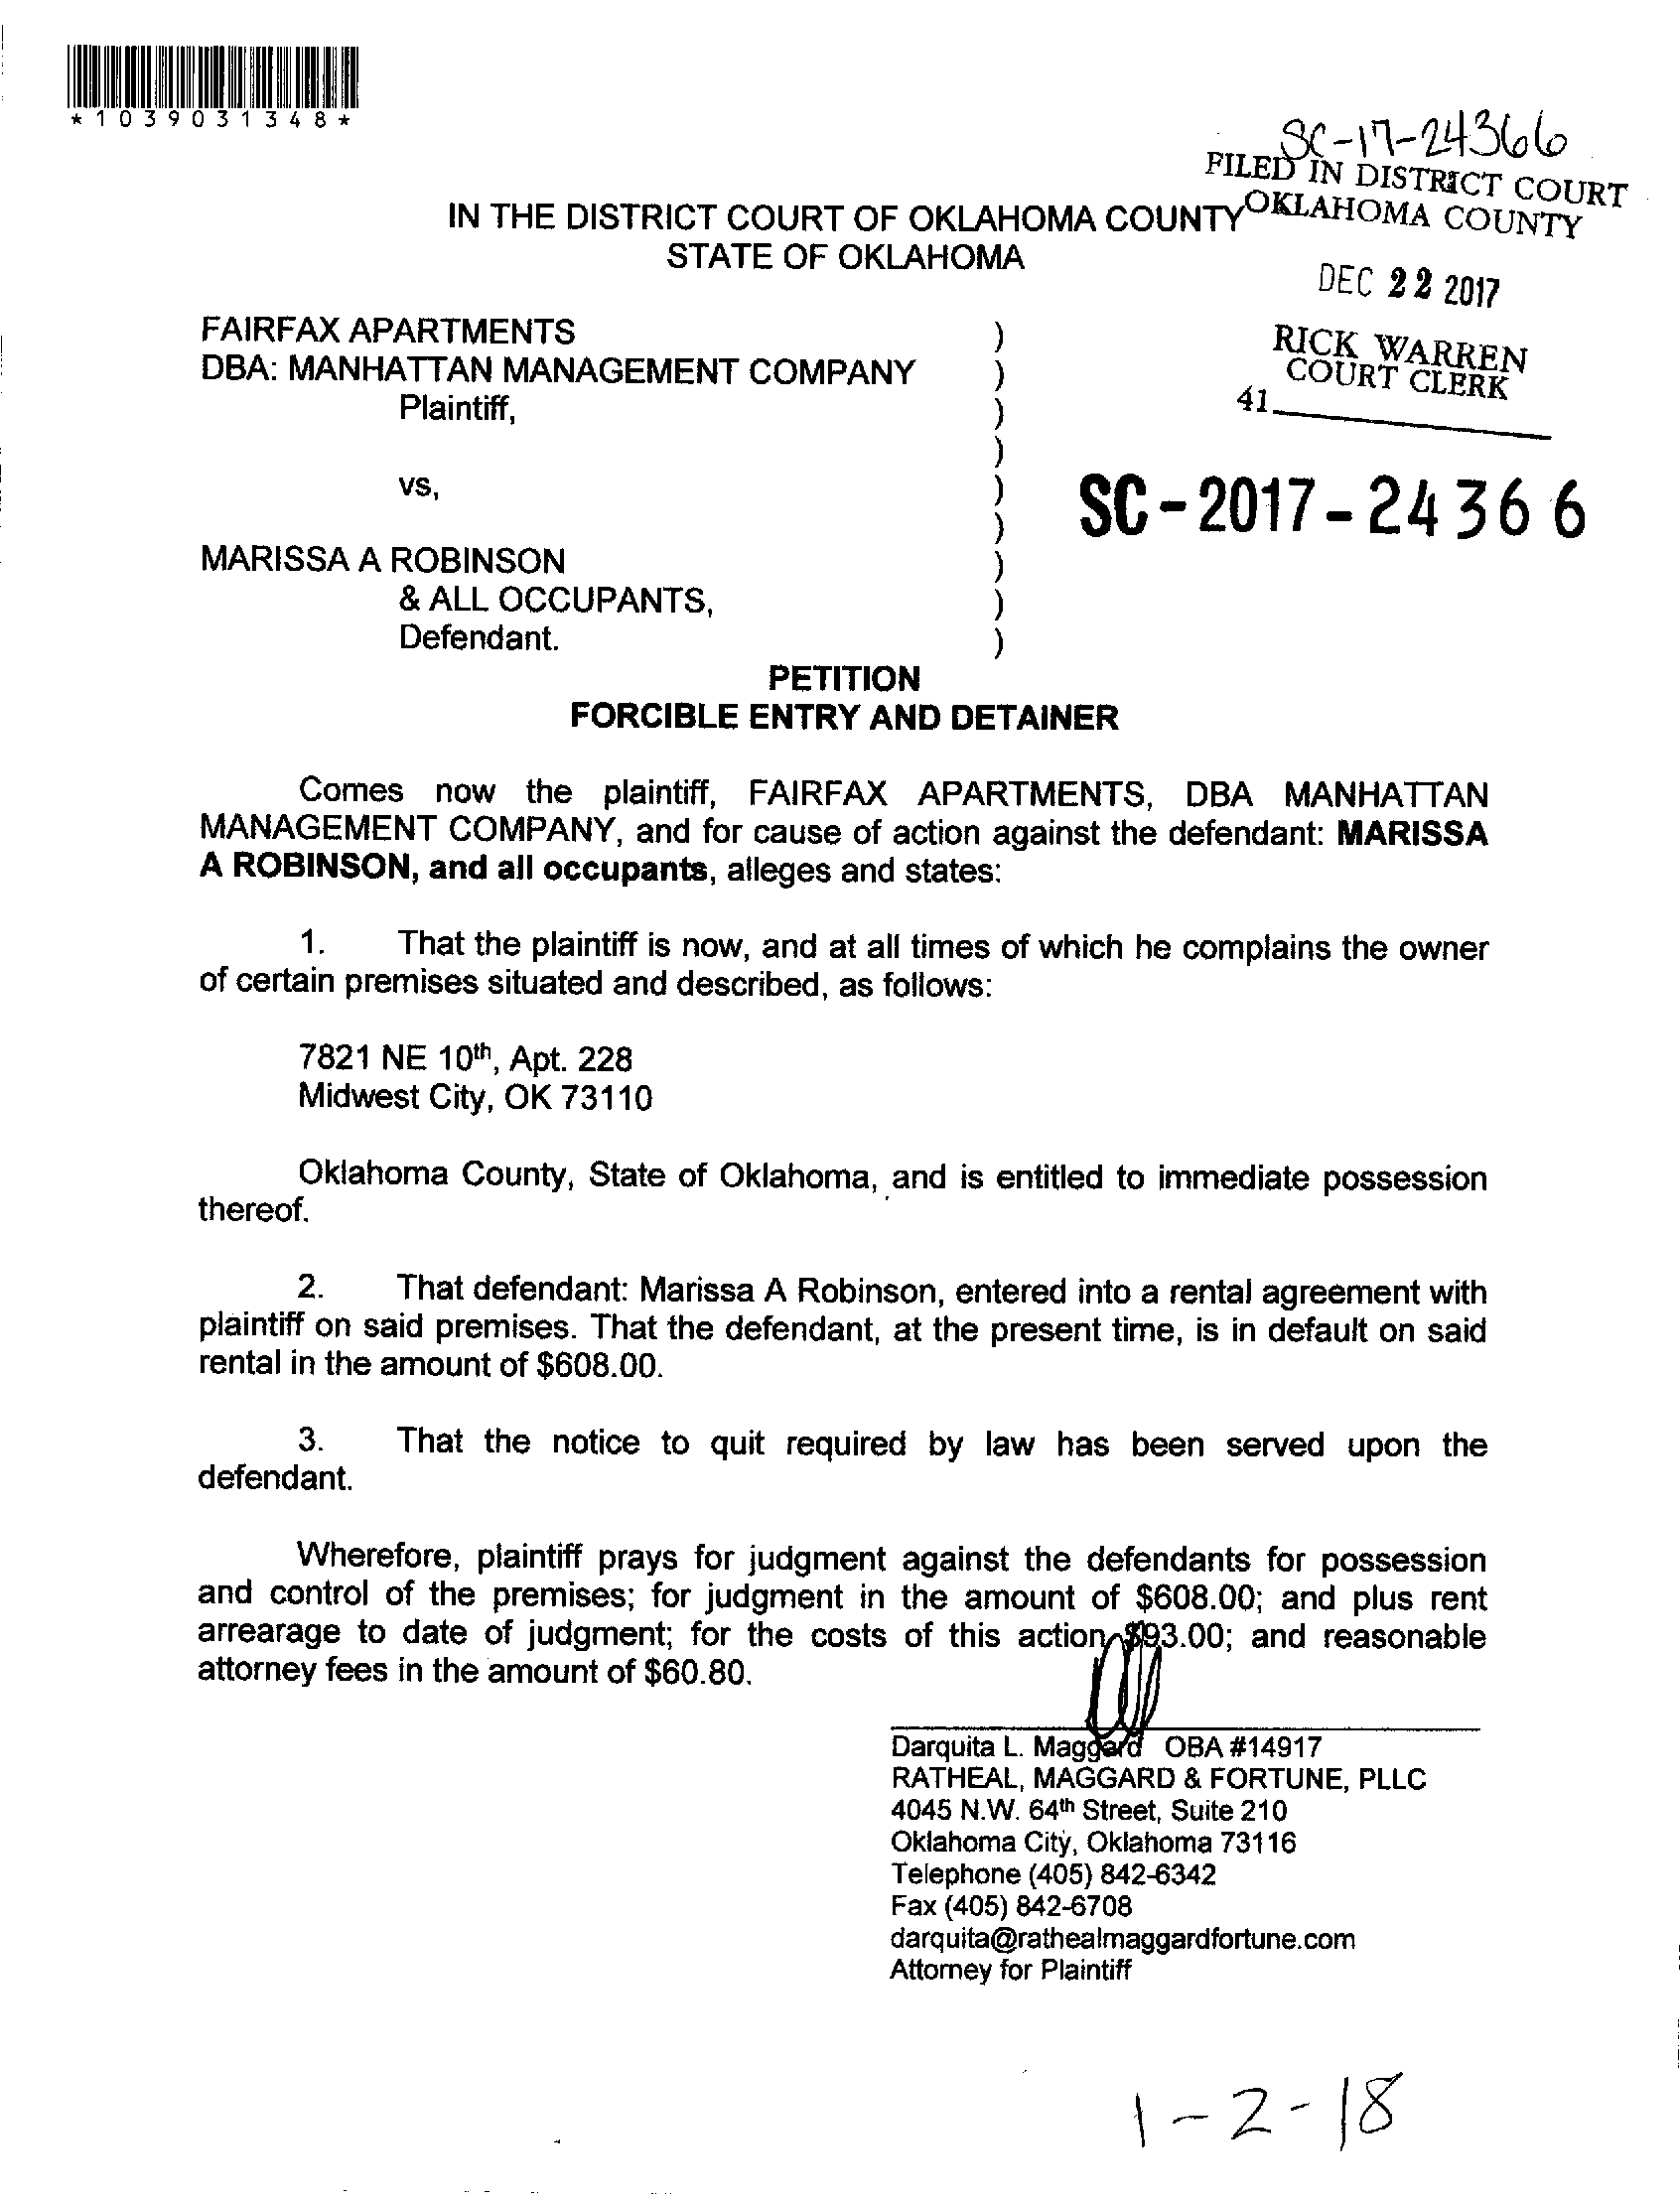 *1039031348*
SC-17-24366
FILED IN DISTRICT COURT
OKLAHOMA COUNTY
IN THE DISTRICT COURT OF OKLAHOMA COUNTY
STATE OF OKLAHOMA
DEC 22 2017
FAIRFAX APARTMENTS )
RICK WARREN
DBA: MANHATTAN MANAGEMENT COMPANY )
COURT CLERK
Plaintiff, )
41
)
vs, )
SC-2017-24366
)
MARISSA A ROBINSON )
& ALL OCCUPANTS, )
Defendant. )
PETITION
FORCIBLE ENTRY AND DETAINER
Comes now the plaintiff, FAIRFAX APARTMENTS, DBA MANHATTAN
MANAGEMENT COMPANY, and for cause of action against the defendant: MARISSA
A ROBINSON, and all occupants, alleges and states:
1. That the plaintiff is now, and at all times of which he complains the owner
of certain premises situated and described, as follows:
7821 NE 10th, Apt. 228
Midwest City, OK 73110
Oklahoma County, State of Oklahoma, and is entitled to immediate possession
thereof.
2. That defendant: Marissa A Robinson, entered into a rental agreement with
plaintiff on said premises. That the defendant, at the present time, is in default on said
rental in the amount of $608.00.
3. That the notice to quit required by law has been served upon the
defendant.
Wherefore, plaintiff prays for judgment against the defendants for possession
and control of the premises; for judgment in the amount of $608.00; and plus rent
arrearage to date of judgment; for the costs of this action, $93.00; and reasonable
attorney fees in the amount of $60.80.
Darquita L. Maggard OBA #14917
RATHEAL, MAGGARD & FORTUNE, PLLC
4045 N.W. 64th Street, Suite 210
Oklahoma City, Oklahoma 73116
Telephone (405) 842-6342
Fax (405) 842-6708
darquita@rathealmaggardfortune.com
Attorney for Plaintiff
1-2-18